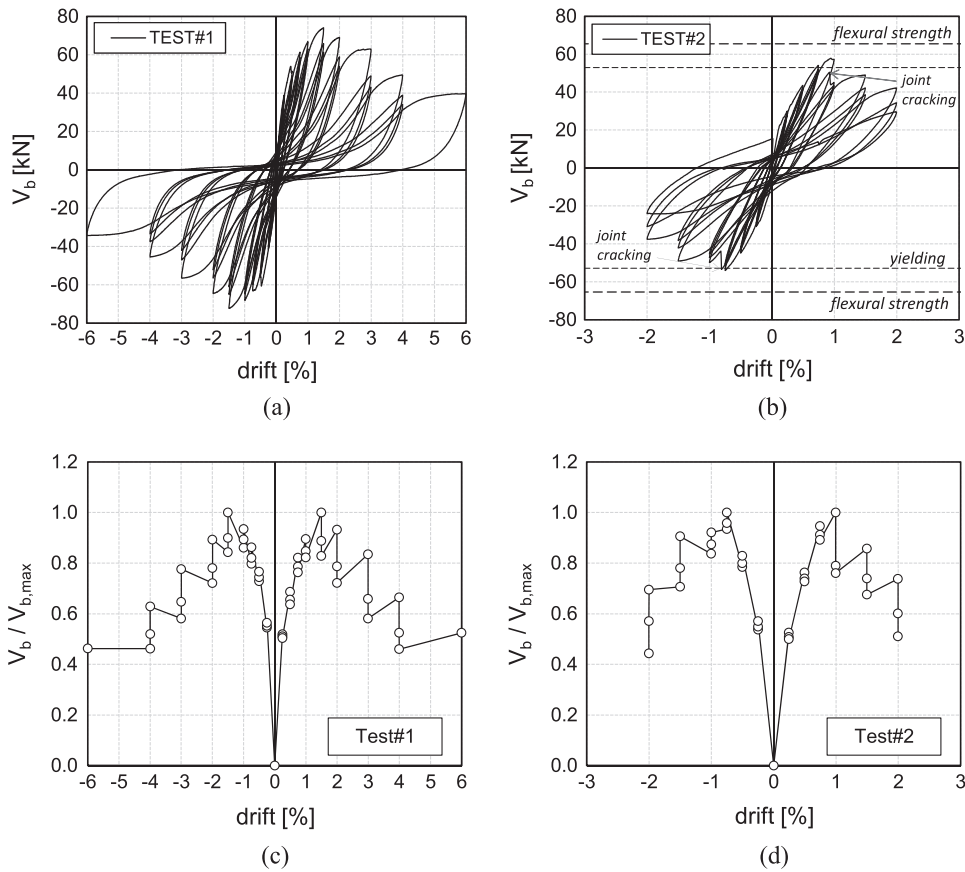 80
60
40
20
0
-20
-40
-60
-80
V_b [kN]
TEST#1
-6 -5 -4 -3 -2 -1 0 1 2 3 4 5 6
drift [%]
(a)
80
60
40
20
0
-20
-40
-60
-80
V_b [kN]
TEST#2
flexural strength
joint
cracking
joint
cracking
yielding
flexural strength
-3 -2 -1 0 1 2 3
drift [%]
(b)
1.2
1.0
0.8
0.6
0.4
0.2
0.0
V_b / V_b,max
Test#1
-6 -5 -4 -3 -2 -1 0 1 2 3 4 5 6
drift [%]
(c)
1.2
1.0
0.8
0.6
0.4
0.2
0.0
V_b / V_b,max
Test#2
-3 -2 -1 0 1 2 3
drift [%]
(d)